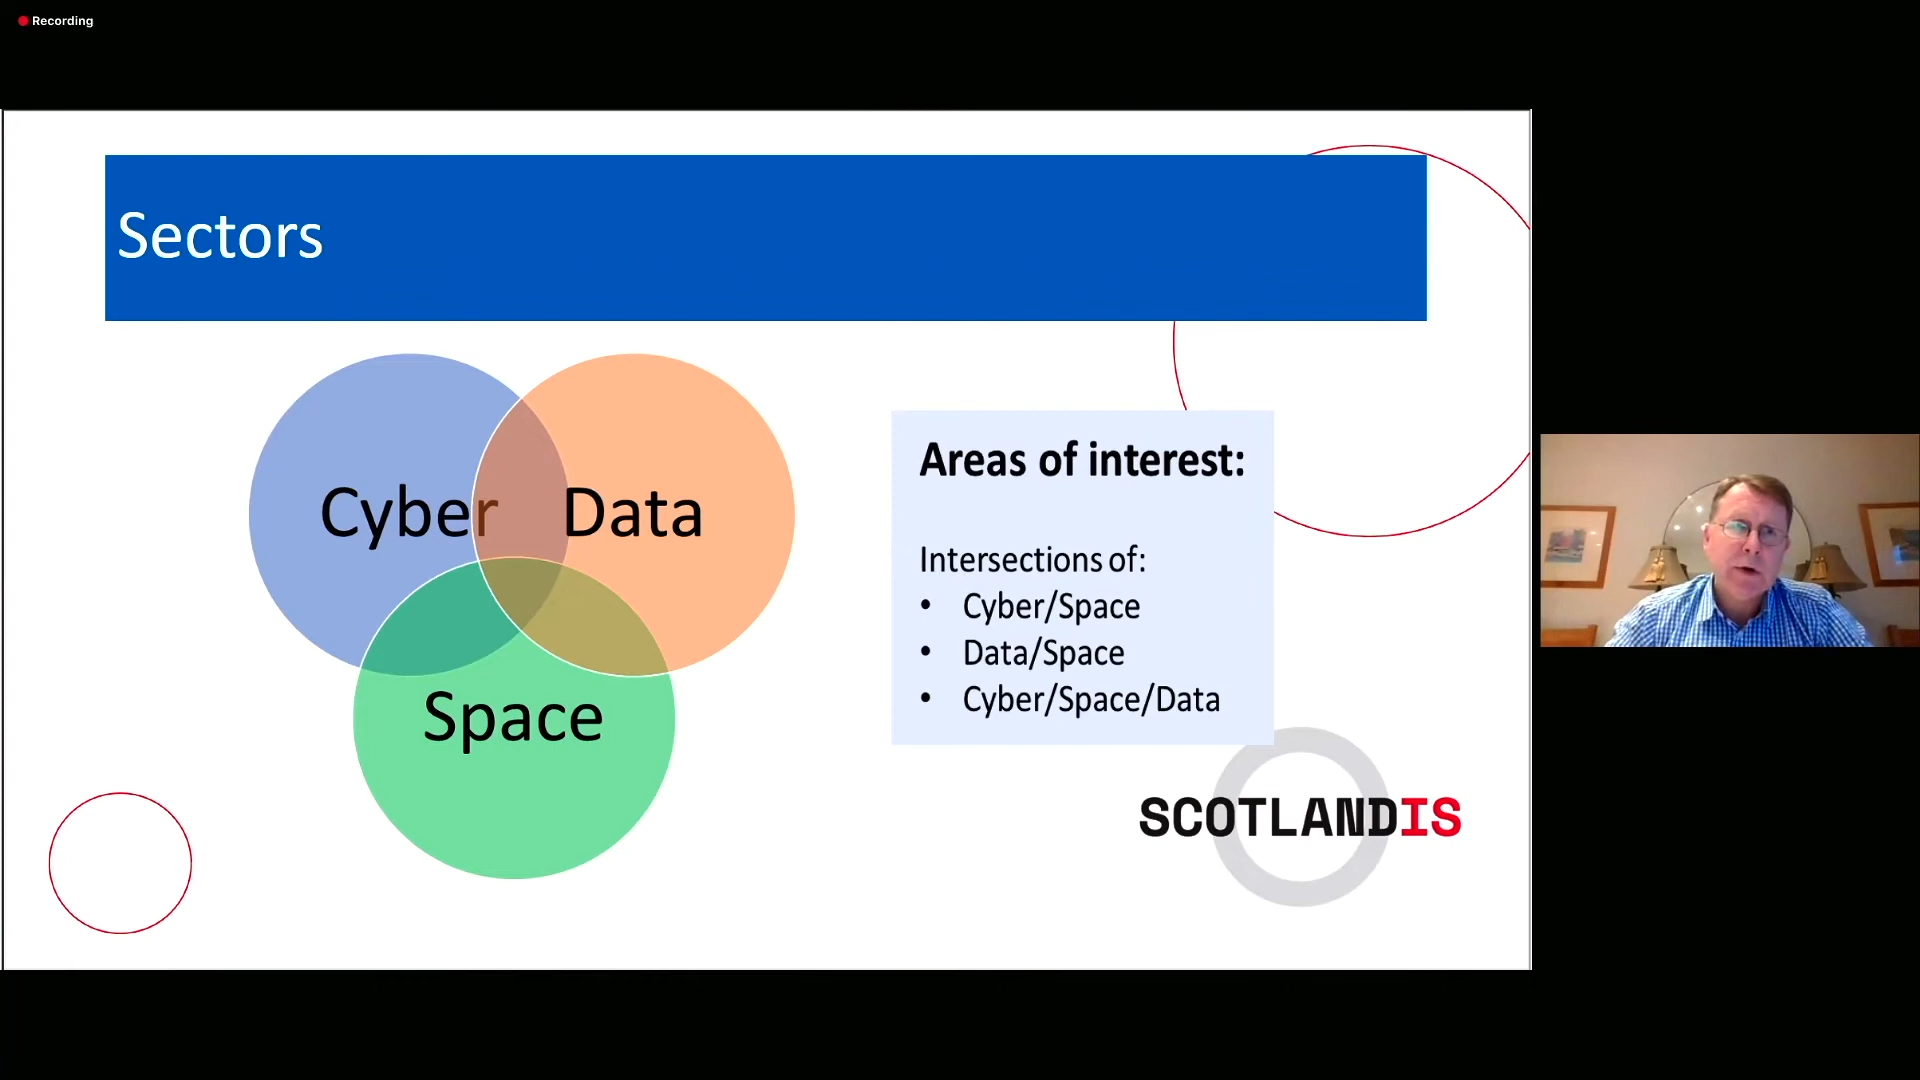 Recording
Sectors
Cyber
Data
Space
Areas of interest:
Intersections of:
• Cyber/Space
• Data/Space
• Cyber/Space/Data
SCOTLANDIS